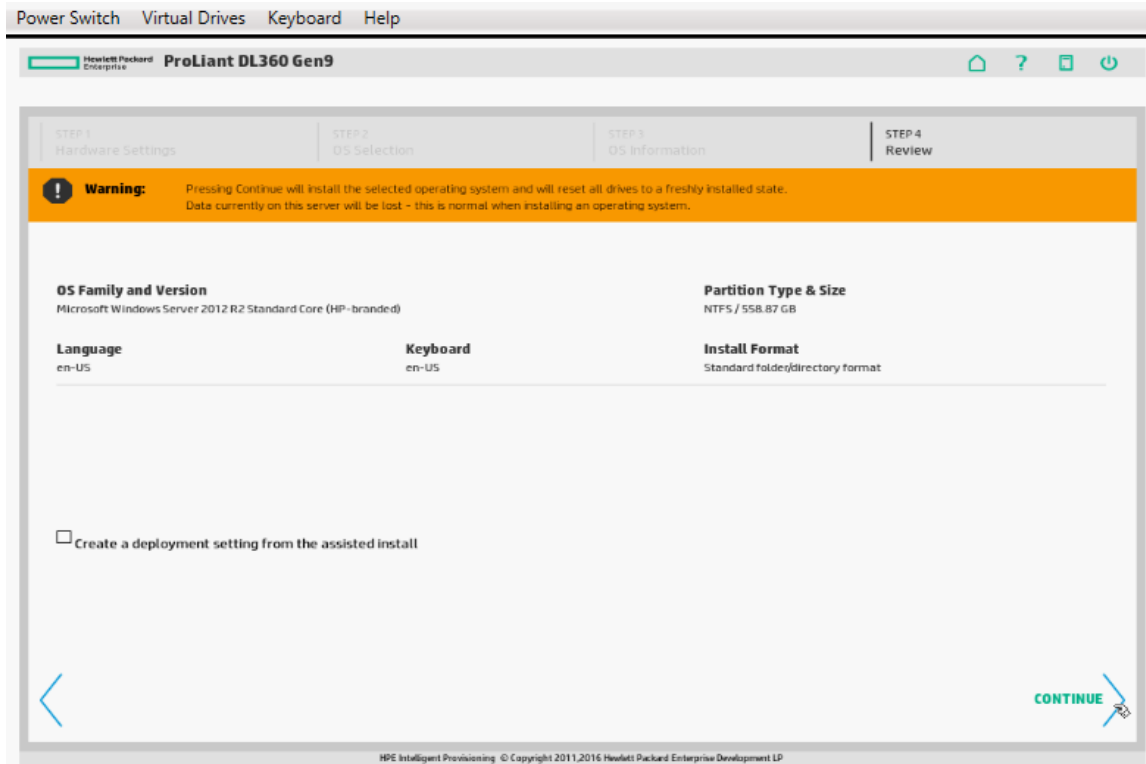 Power Switch Virtual Drives Keyboard Help
Hewlett Packard Enterprise ProLiant DL360 Gen9
?
STEP 1
Hardware Settings
STEP 2
OS Selection
STEP 3
OS Information
STEP 4
Review
! Warning: Pressing Continue will install the selected operating system and will reset all drives to a freshly installed state.
Data currently on this server will be lost - this is normal when installing an operating system.
OS Family and Version
Microsoft Windows Server 2012 R2 Standard Core (HP-branded)
Partition Type & Size
NTFS / 558.87 GB
Language
en-US
Keyboard
en-US
Install Format
Standard folder/directory format
Create a deployment setting from the assisted install
CONTINUE
HPE Intelligent Provisioning © Copyright 2011,2016 Hewlett Packard Enterprise Development LP